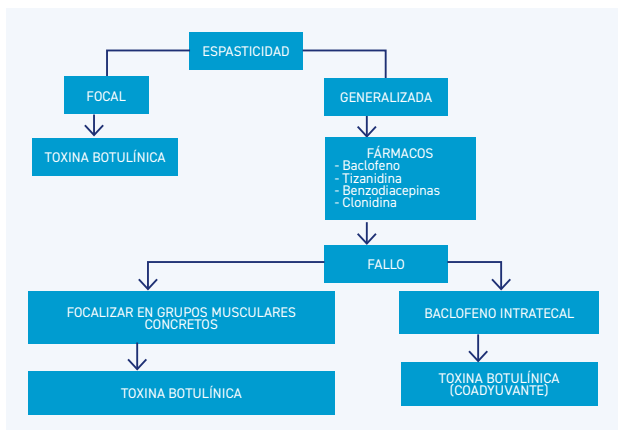 ESPASTICIDAD
FOCAL
GENERALIZADA
TOXINA BOTULÍNICA
FÁRMACOS
- Baclofeno
- Tizanidina
- Benzodiacepinas
- Clonidina
FALLO
FOCALIZAR EN GRUPOS MUSCULARES
CONCRETOS
BACLOFENO INTRATECAL
TOXINA BOTULÍNICA
TOXINA BOTULÍNICA
(COADYUVANTE)